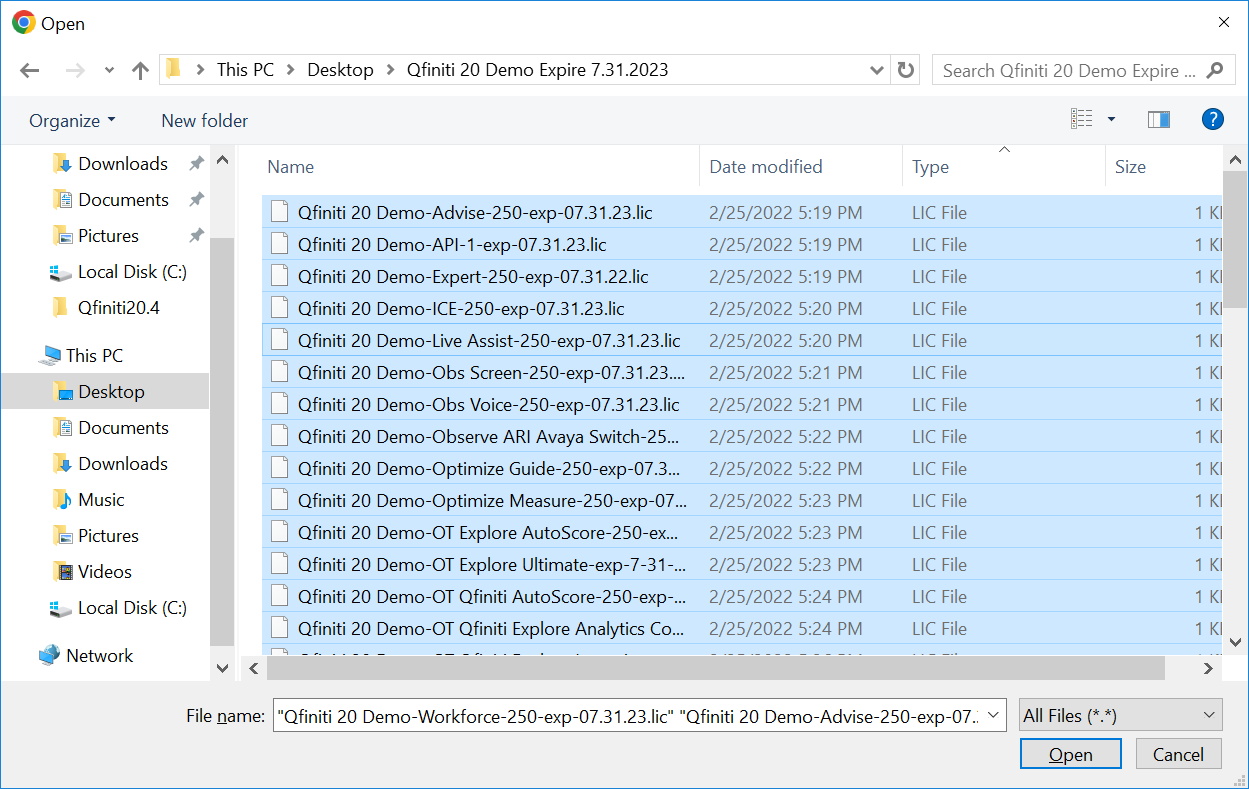 Open
This PC > Desktop > Qfiniti 20 Demo Expire 7.31.2023
Search Qfiniti 20 Demo Expire ...
Organize
New folder
?
Downloads
Documents
Pictures
Local Disk (C:)
Qfiniti20.4
This PC
Desktop
Documents
Downloads
Music
Pictures
Videos
Local Disk (C:)
Network
Name Date modified Type Size
Qfiniti 20 Demo-Advise-250-exp-07.31.23.lic 2/25/2022 5:19 PM LIC File 1 K
Qfiniti 20 Demo-API-1-exp-07.31.23.lic 2/25/2022 5:19 PM LIC File 1 K
Qfiniti 20 Demo-Expert-250-exp-07.31.22.lic 2/25/2022 5:19 PM LIC File 1 K
Qfiniti 20 Demo-ICE-250-exp-07.31.23.lic 2/25/2022 5:20 PM LIC File 1 K
Qfiniti 20 Demo-Live Assist-250-exp-07.31.23.lic 2/25/2022 5:20 PM LIC File 1 K
Qfiniti 20 Demo-Obs Screen-250-exp-07.31.23.... 2/25/2022 5:21 PM LIC File 1 K
Qfiniti 20 Demo-Obs Voice-250-exp-07.31.23.lic 2/25/2022 5:21 PM LIC File 1 K
Qfiniti 20 Demo-Observe ARI Avaya Switch-25... 2/25/2022 5:22 PM LIC File 1 K
Qfiniti 20 Demo-Optimize Guide-250-exp-07.3... 2/25/2022 5:22 PM LIC File 1 K
Qfiniti 20 Demo-Optimize Measure-250-exp-07... 2/25/2022 5:23 PM LIC File 1 K
Qfiniti 20 Demo-OT Explore AutoScore-250-ex... 2/25/2022 5:23 PM LIC File 1 K
Qfiniti 20 Demo-OT Explore Ultimate-exp-7-31-... 2/25/2022 5:23 PM LIC File 1 K
Qfiniti 20 Demo-OT Qfiniti AutoScore-250-exp-... 2/25/2022 5:24 PM LIC File 1 K
Qfiniti 20 Demo-OT Qfiniti Explore Analytics Co... 2/25/2022 5:24 PM LIC File 1 K
File name: "Qfiniti 20 Demo-Workforce-250-exp-07.31.23.lic" "Qfiniti 20 Demo-Advise-250-exp-07.
All Files (*.*)
Open
Cancel